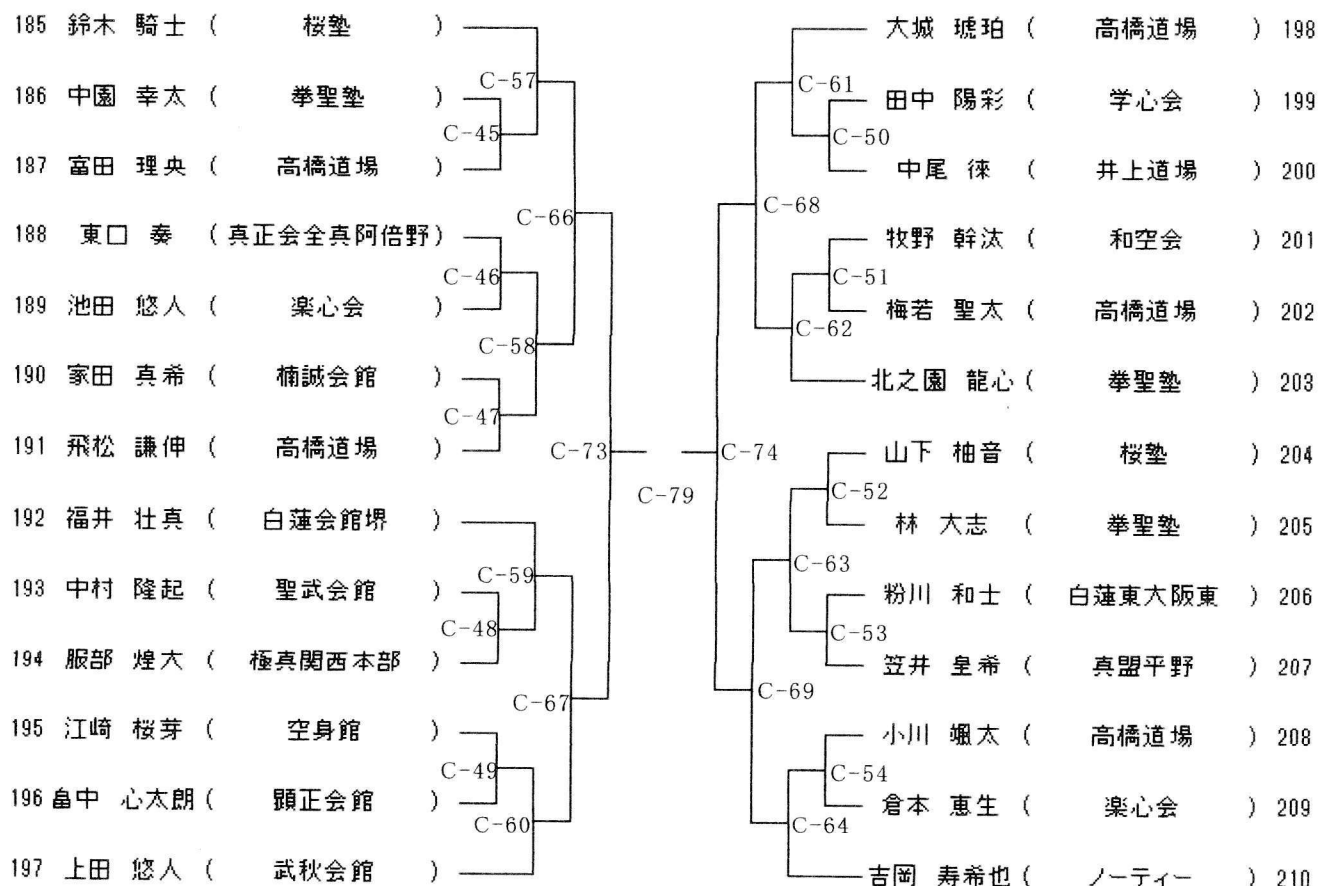 185 鈴木 騎士 ( 桜塾 )
C-57
186 中園 幸太 ( 拳聖塾 )
C-45
187 富田 理央 ( 高橋道場 )
C-66
188 東口 奏 ( 真正会全真阿倍野 )
C-46
189 池田 悠人 ( 楽心会 )
C-58
190 家田 真希 ( 楠誠会館 )
C-47
191 飛松 謙伸 ( 高橋道場 )
C-73
192 福井 壮真 ( 白蓮会館堺 )
C-59
193 中村 隆起 ( 聖武会館 )
C-48
194 服部 煌大 ( 極真関西本部 )
C-67
195 江崎 桜芽 ( 空身館 )
C-49
196 畠中 心太朗 ( 顕正会館 )
C-60
197 上田 悠人 ( 武秋会館 )
C-79
大城 琥珀 ( 高橋道場 ) 198
C-61
田中 陽彩 ( 学心会 ) 199
C-50
中尾 徠 ( 井上道場 ) 200
C-68
牧野 幹汰 ( 和空会 ) 201
C-51
梅若 聖太 ( 高橋道場 ) 202
C-62
北之園 龍心 ( 拳聖塾 ) 203
C-74
山下 柚音 ( 桜塾 ) 204
C-52
林 大志 ( 拳聖塾 ) 205
C-63
粉川 和士 ( 白蓮東大阪東 ) 206
C-53
笠井 皇希 ( 真盟平野 ) 207
C-69
小川 颯太 ( 高橋道場 ) 208
C-54
倉本 恵生 ( 楽心会 ) 209
C-64
吉岡 寿希也 ( ノーティー ) 210